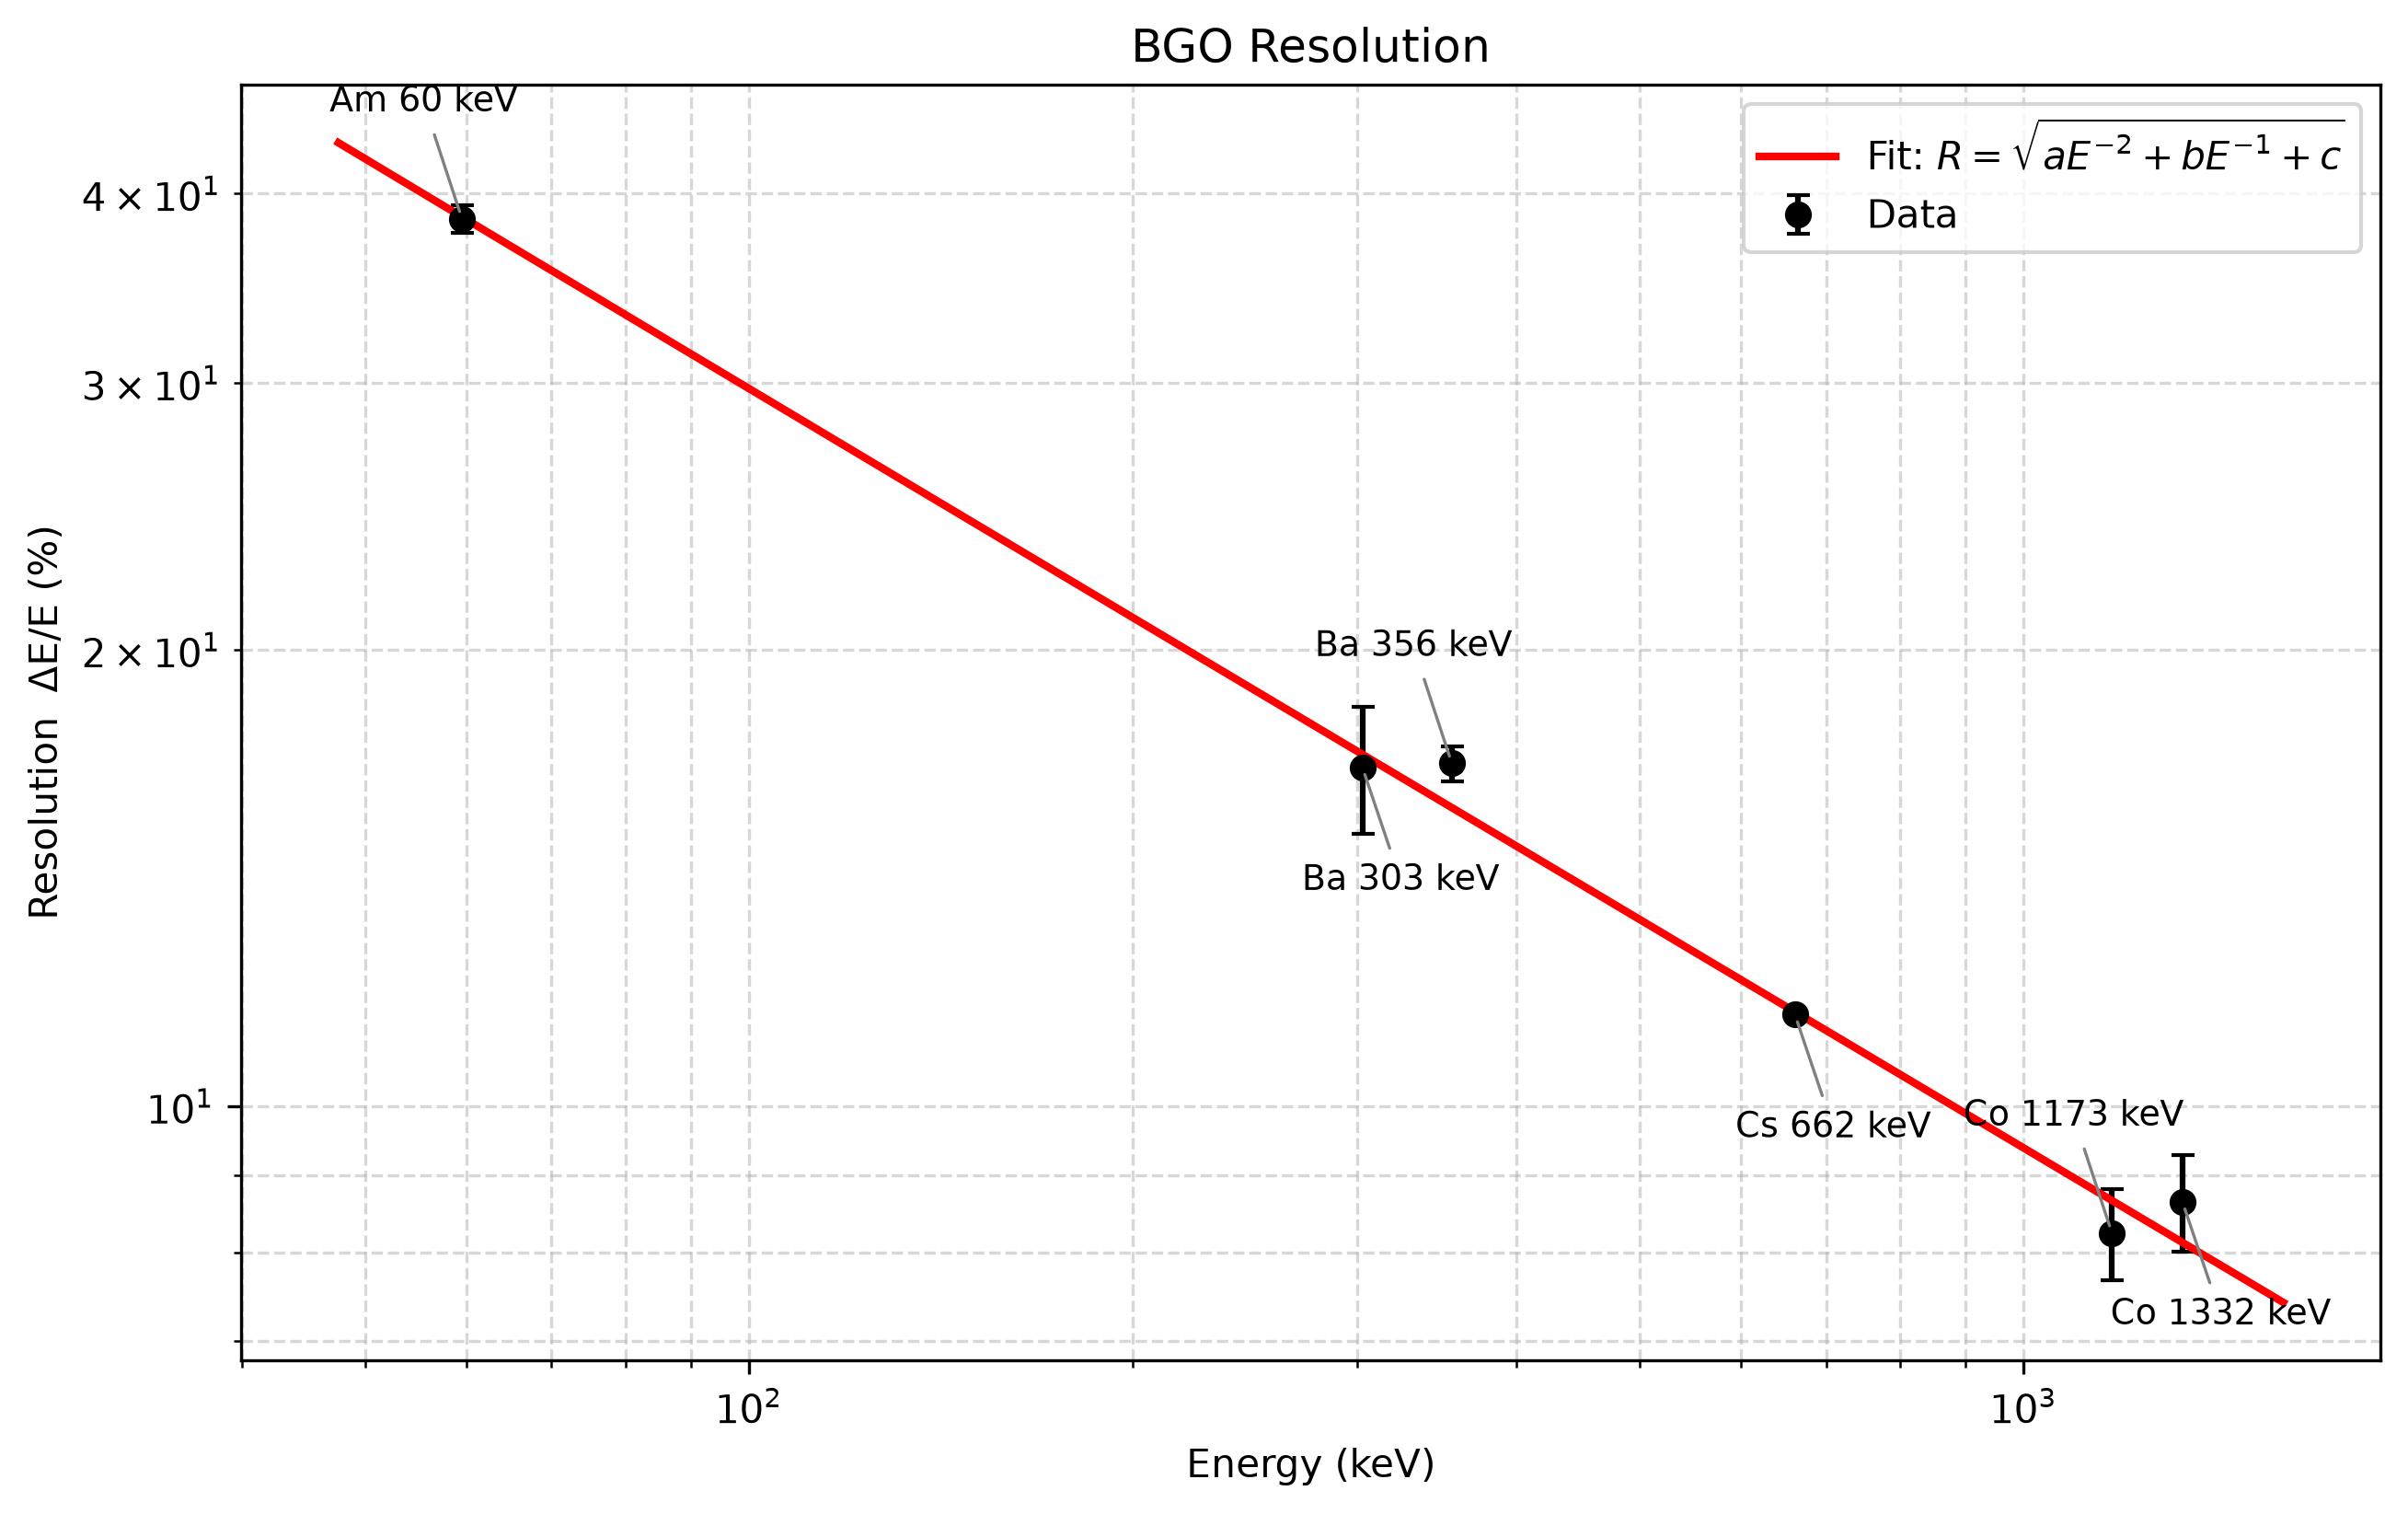 BGO Resolution
Am 60 keV
Fit: R = √aE⁻² + bE⁻¹ + c
Data
4 × 10¹
3 × 10¹
2 × 10¹
10¹
Resolution ΔE/E (%)
Ba 356 keV
Ba 303 keV
Cs 662 keV
Co 1173 keV
Co 1332 keV
10²
10³
Energy (keV)